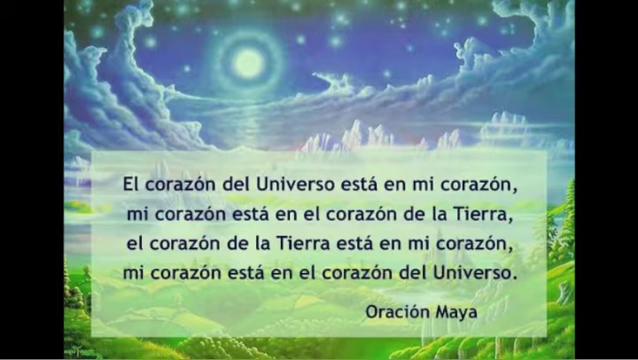 El corazón del Universo está en mi corazón,
mi corazón está en el corazón de la Tierra,
el corazón de la Tierra está en mi corazón,
mi corazón está en el corazón del Universo.
Oración Maya